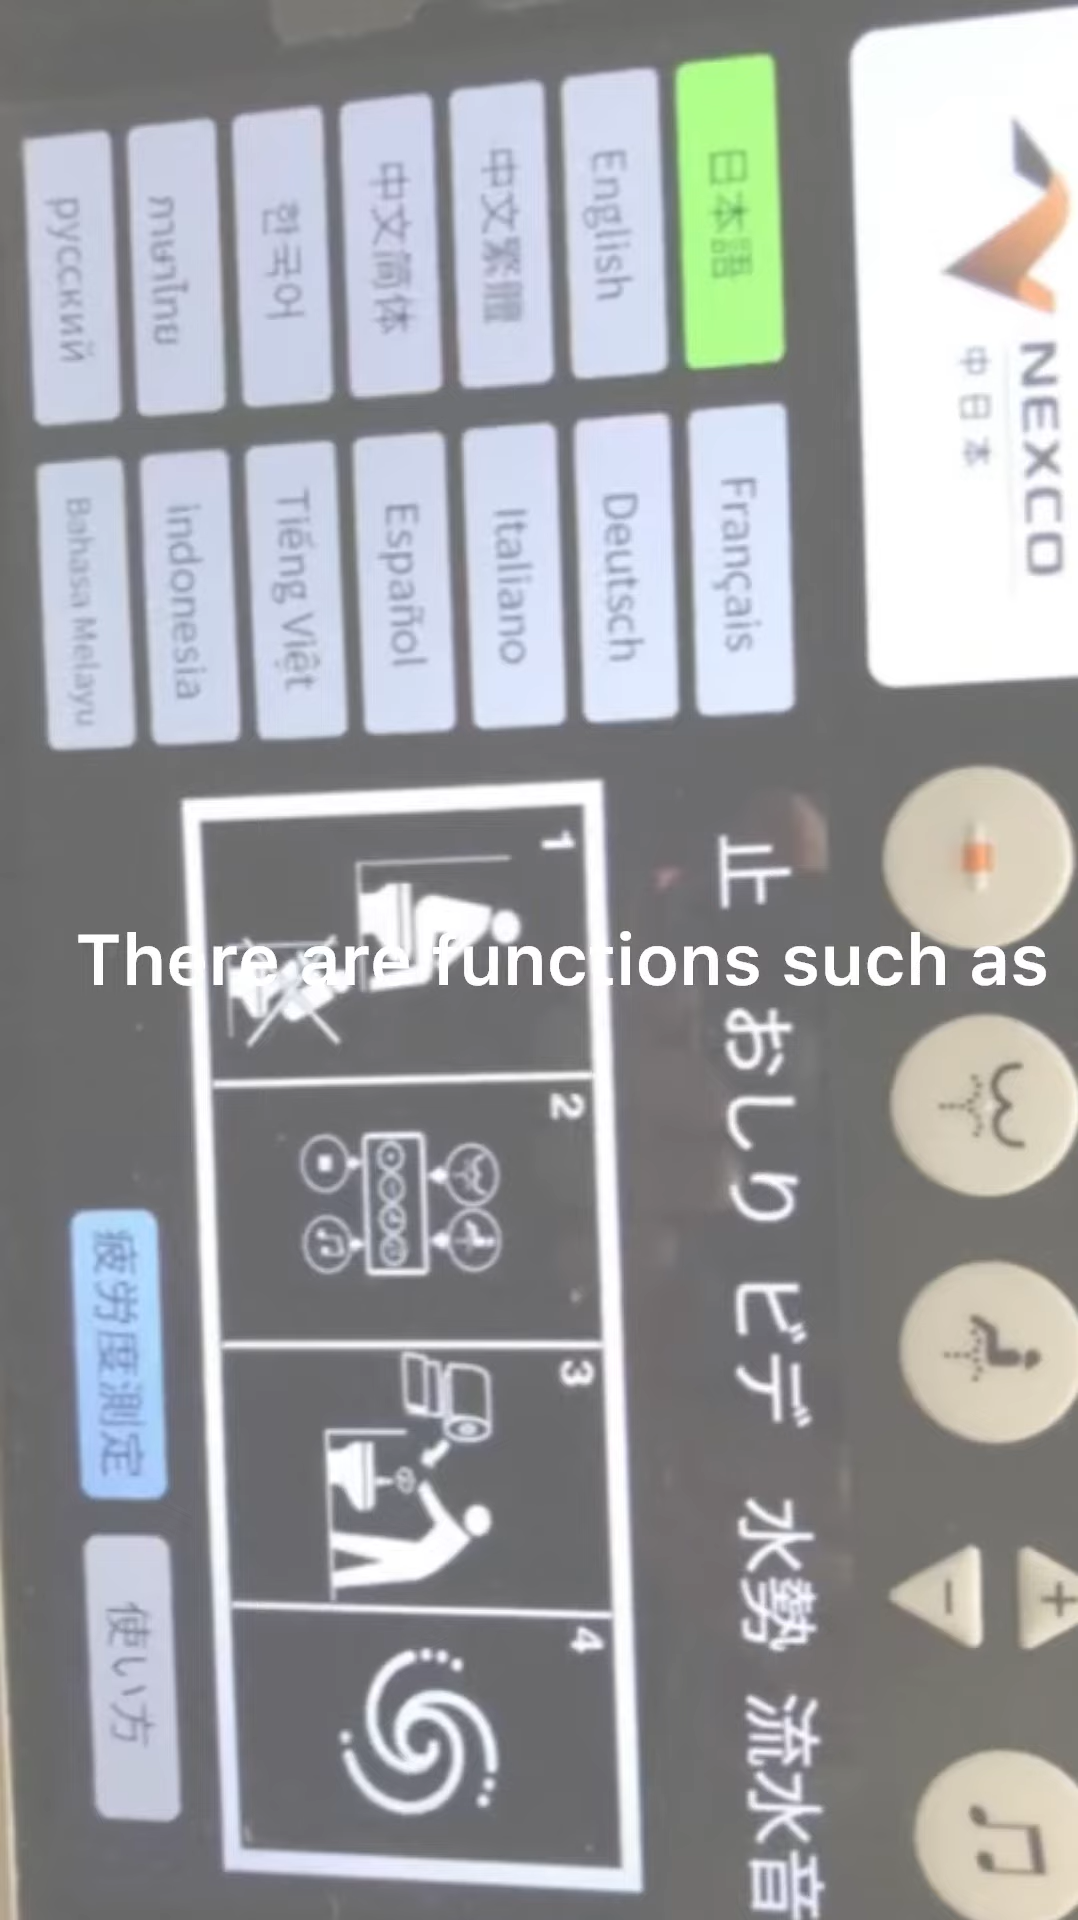 NEXCO
中日本
日本語
Français
English
Deutsch
中文繁體
Italiano
中文简体
Español
한국어
Tiếng Việt
ภาษาไทย
indonesia
русский
Bahasa Melayu
止 おしり ビデ 水勢 流水音
- +
1 2 3 4
疲労度測定
使い方
There are functions such as